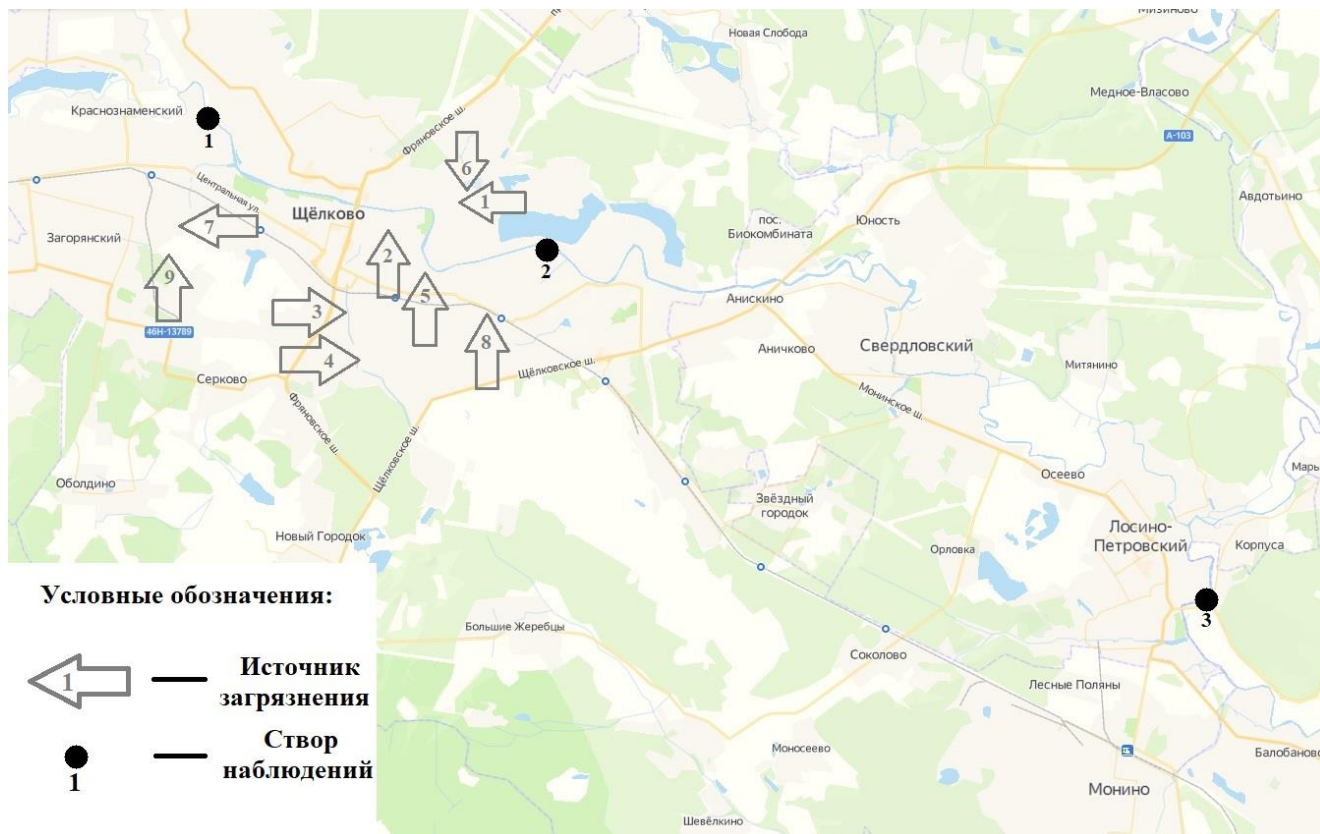 Мизиново
Новая Слобода
Медное-Власово
Краснознаменский
1
Фряновское ш.
А-103
6
Центральная ул.
1
Авдотьино
Щёлково
пос.
Биокомбината
Юность
7
Загорянский
2
2
9
5
Анискино
3
46Н-13789
8
Аничково
Свердловский
4
Щёлковское ш.
Митянино
Серково
Монинское ш.
Фряновское ш.
Щёлковское ш.
Осеево
Оболдино
Звёздный
городок
Лосино-
Петровский
Новый Городок
Орловка
Корпуса
3
Условные обозначения:
Большие Жеребцы
Соколово
1
Источник
загрязнения
Лесные Поляны
Створ
наблюдений
1
Моносеево
Балобаново
Монино
Шевёлкино